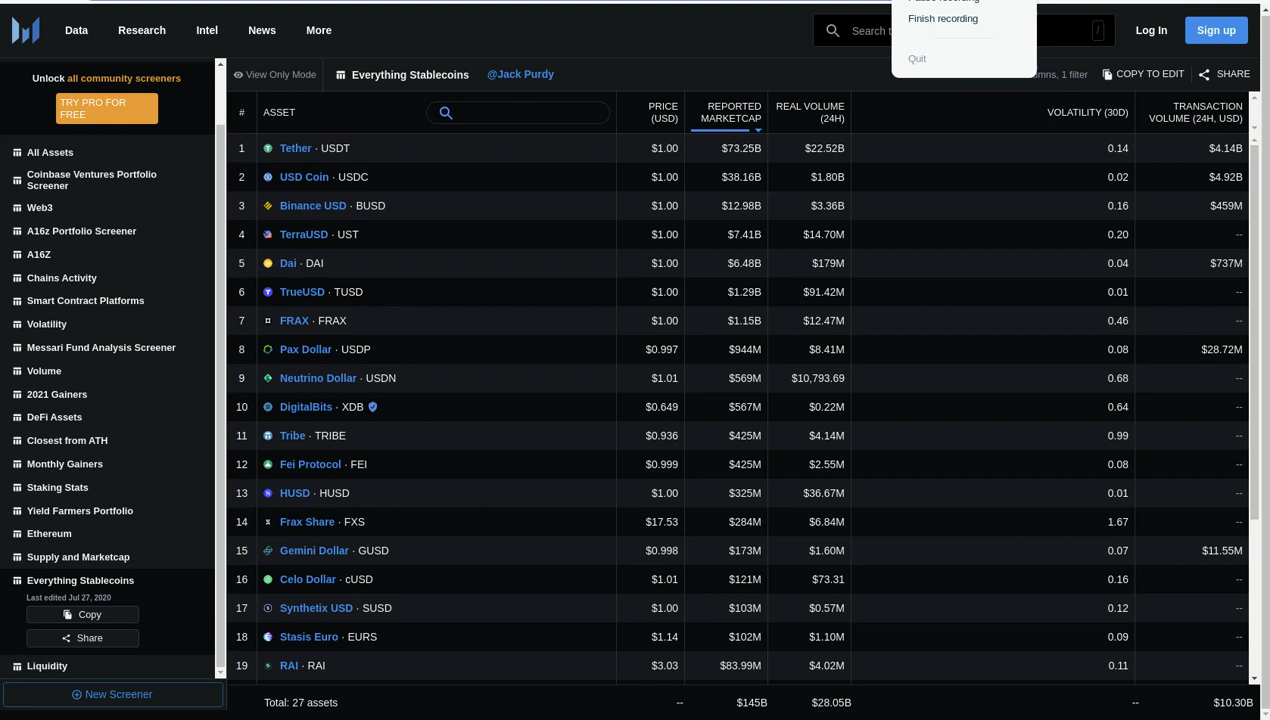 Finish recording
Quit
Data
Research
Intel
News
More
Search t
/
Log In
Sign up
Unlock all community screeners
TRY PRO FOR
FREE
View Only Mode
Everything Stablecoins
@Jack Purdy
1 filter
COPY TO EDIT
SHARE
All Assets
Coinbase Ventures Portfolio
Screener
Web3
A16z Portfolio Screener
A16Z
Chains Activity
Smart Contract Platforms
Volatility
Messari Fund Analysis Screener
Volume
2021 Gainers
DeFi Assets
Closest from ATH
Monthly Gainers
Staking Stats
Yield Farmers Portfolio
Ethereum
Supply and Marketcap
Everything Stablecoins
Last edited Jul 27, 2020
Copy
Share
Liquidity
New Screener
# ASSET PRICE (USD) REPORTED MARKETCAP REAL VOLUME (24H) VOLATILITY (30D) TRANSACTION VOLUME (24H, USD)
1 Tether · USDT $1.00 $73.25B $22.52B 0.14 $4.14B
2 USD Coin · USDC $1.00 $38.16B $1.80B 0.02 $4.92B
3 Binance USD · BUSD $1.00 $12.98B $3.36B 0.16 $459M
4 TerraUSD · UST $1.00 $7.41B $14.70M 0.20 --
5 Dai · DAI $1.00 $6.48B $179M 0.04 $737M
6 TrueUSD · TUSD $1.00 $1.29B $91.42M 0.01 --
7 FRAX · FRAX $1.00 $1.15B $12.47M 0.46 --
8 Pax Dollar · USDP $0.997 $944M $8.41M 0.08 $28.72M
9 Neutrino Dollar · USDN $1.01 $569M $10,793.69 0.68 --
10 DigitalBits · XDB $0.649 $567M $0.22M 0.64 --
11 Tribe · TRIBE $0.936 $425M $4.14M 0.99 --
12 Fei Protocol · FEI $0.999 $425M $2.55M 0.08 --
13 HUSD · HUSD $1.00 $325M $36.67M 0.01 --
14 Frax Share · FXS $17.53 $284M $6.84M 1.67 --
15 Gemini Dollar · GUSD $0.998 $173M $1.60M 0.07 $11.55M
16 Celo Dollar · cUSD $1.01 $121M $73.31 0.16 --
17 Synthetix USD · SUSD $1.00 $103M $0.57M 0.12 --
18 Stasis Euro · EURS $1.14 $102M $1.10M 0.09 --
19 RAI · RAI $3.03 $83.99M $4.02M 0.11 --
Total: 27 assets -- $145B $28.05B -- $10.30B